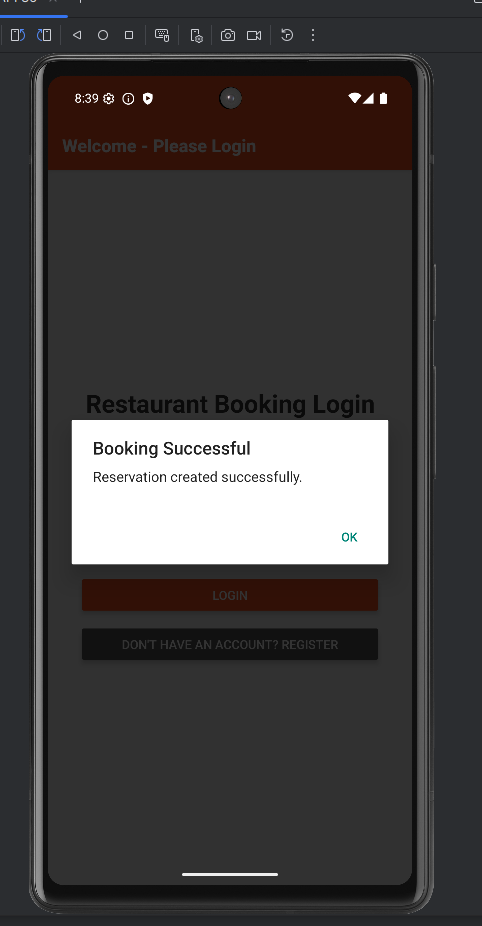 8:39
Welcome - Please Login
Restaurant Booking Login
Booking Successful
Reservation created successfully.
OK
LOGIN
DON'T HAVE AN ACCOUNT? REGISTER